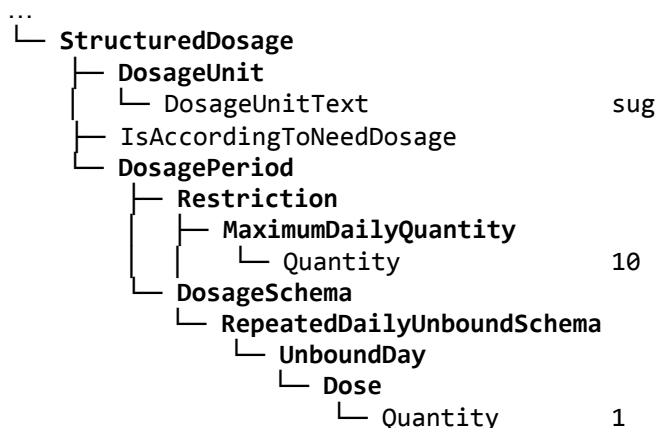 …
└─ StructuredDosage
├─ DosageUnit
│ └─ DosageUnitText sug
├─ IsAccordingToNeedDosage
└─ DosagePeriod
├─ Restriction
│ ├─ MaximumDailyQuantity
│ │ └─ Quantity 10
└─ DosageSchema
└─ RepeatedDailyUnboundSchema
└─ UnboundDay
└─ Dose
└─ Quantity 1